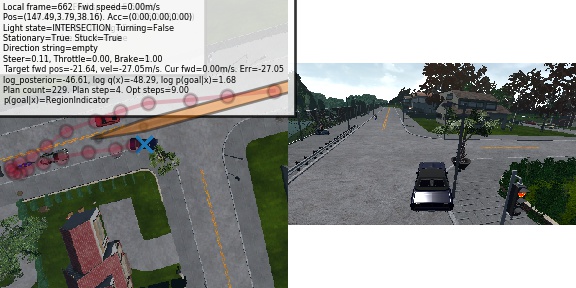 Local frame=662. Fwd speed=0.00m/s
Pos=(147.49,3.79,38.16). Acc=(0.00,0.00,0.00)
Light state=INTERSECTION. Turning=False
Stationary=True. Stuck=True
Direction string=empty
Steer=0.11, Throttle=0.00, Brake=1.00
Target fwd pos=-21.64, vel=-27.05m/s. Cur fwd=0.00m/s. Err=-27.05
log_posterior=-46.61, log q(x)=-48.29, log p(goal|x)=1.68
Plan count=229. Plan step=4. Opt steps=9.00
p(goal|x)=RegionIndicator